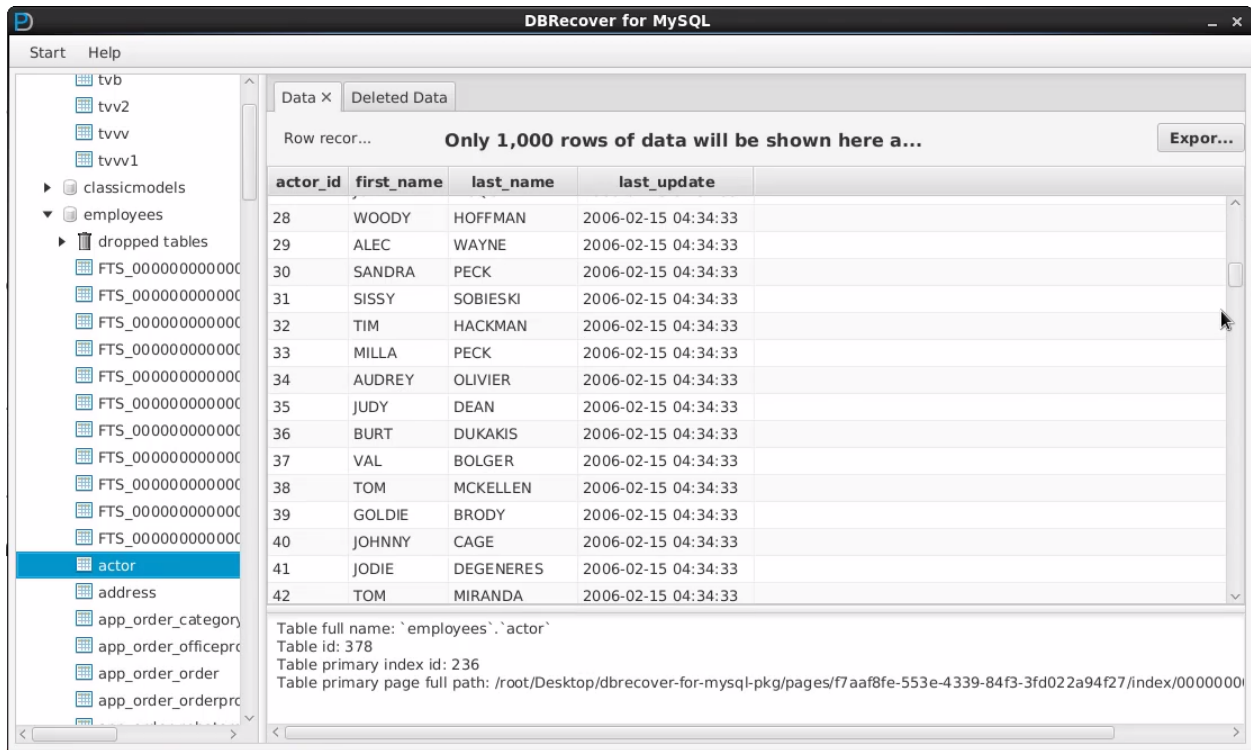 DBRecover for MySQL
Start Help
tvb
tvv2
tvvv
tvvv1
classicmodels
employees
dropped tables
FTS_000000000000
FTS_000000000000
FTS_000000000000
FTS_000000000000
FTS_000000000000
FTS_000000000000
FTS_000000000000
FTS_000000000000
FTS_000000000000
FTS_000000000000
FTS_000000000000
actor
address
app_order_category
app_order_officepro
app_order_order
app_order_orderpro
Data × Deleted Data
Row recor... Only 1,000 rows of data will be shown here a... Expor...
actor_id first_name last_name last_update
28 WOODY HOFFMAN 2006-02-15 04:34:33
29 ALEC WAYNE 2006-02-15 04:34:33
30 SANDRA PECK 2006-02-15 04:34:33
31 SISSY SOBIESKI 2006-02-15 04:34:33
32 TIM HACKMAN 2006-02-15 04:34:33
33 MILLA PECK 2006-02-15 04:34:33
34 AUDREY OLIVIER 2006-02-15 04:34:33
35 JUDY DEAN 2006-02-15 04:34:33
36 BURT DUKAKIS 2006-02-15 04:34:33
37 VAL BOLGER 2006-02-15 04:34:33
38 TOM MCKELLEN 2006-02-15 04:34:33
39 GOLDIE BRODY 2006-02-15 04:34:33
40 JOHNNY CAGE 2006-02-15 04:34:33
41 JODIE DEGENERES 2006-02-15 04:34:33
42 TOM MIRANDA 2006-02-15 04:34:33
Table full name: `employees`.`actor`
Table id: 378
Table primary index id: 236
Table primary page full path: /root/Desktop/dbrecover-for-mysql-pkg/pages/f7aaf8fe-553e-4339-84f3-3fd022a94f27/index/0000000